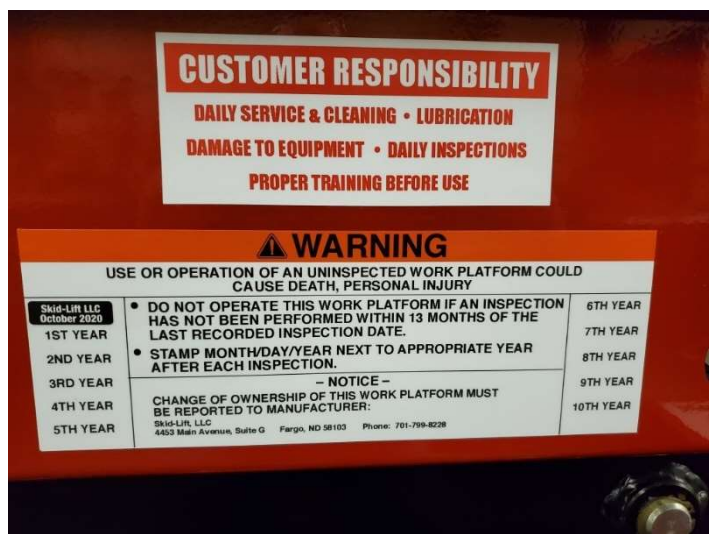 CUSTOMER RESPONSIBILITY
DAILY SERVICE & CLEANING • LUBRICATION
DAMAGE TO EQUIPMENT • DAILY INSPECTIONS
PROPER TRAINING BEFORE USE
WARNING
USE OR OPERATION OF AN UNINSPECTED WORK PLATFORM COULD
CAUSE DEATH, PERSONAL INJURY
Skid-Lift LLC
October 2020
1ST YEAR
2ND YEAR
3RD YEAR
4TH YEAR
5TH YEAR
• DO NOT OPERATE THIS WORK PLATFORM IF AN INSPECTION
HAS NOT BEEN PERFORMED WITHIN 13 MONTHS OF THE
LAST RECORDED INSPECTION DATE.
• STAMP MONTH/DAY/YEAR NEXT TO APPROPRIATE YEAR
AFTER EACH INSPECTION.
– NOTICE –
CHANGE OF OWNERSHIP OF THIS WORK PLATFORM MUST
BE REPORTED TO MANUFACTURER:
Skid-Lift, LLC
4453 Main Avenue, Suite G Fargo, ND 58103 Phone: 701-799-8228
6TH YEAR
7TH YEAR
8TH YEAR
9TH YEAR
10TH YEAR